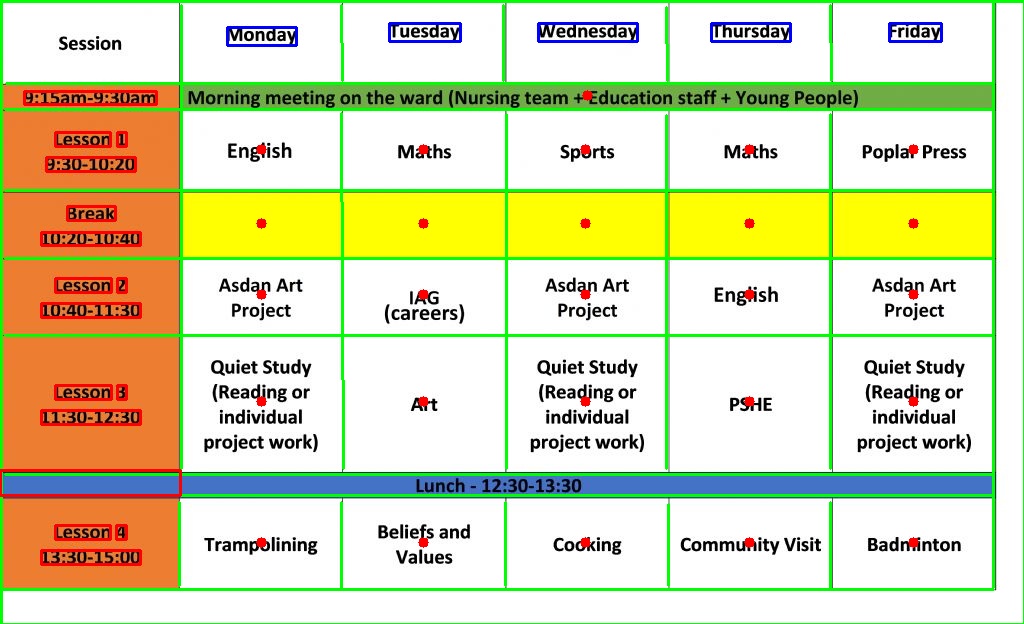 Session Monday Tuesday Wednesday Thursday Friday
9:15am-9:30am Morning meeting on the ward (Nursing team + Education staff + Young People)
Lesson 1
9:30-10:20
English Maths Sports Maths Poplar Press
Break
10:20-10:40
Lesson 2
10:40-11:30
Asdan Art
Project
IAG
(careers)
Asdan Art
Project
English
Asdan Art
Project
Lesson 3
11:30-12:30
Quiet Study
(Reading or
individual
project work)
Art
Quiet Study
(Reading or
individual
project work)
PSHE
Quiet Study
(Reading or
individual
project work)
Lunch - 12:30-13:30
Lesson 4
13:30-15:00
Trampolining
Beliefs and
Values
Cooking
Community Visit
Badminton